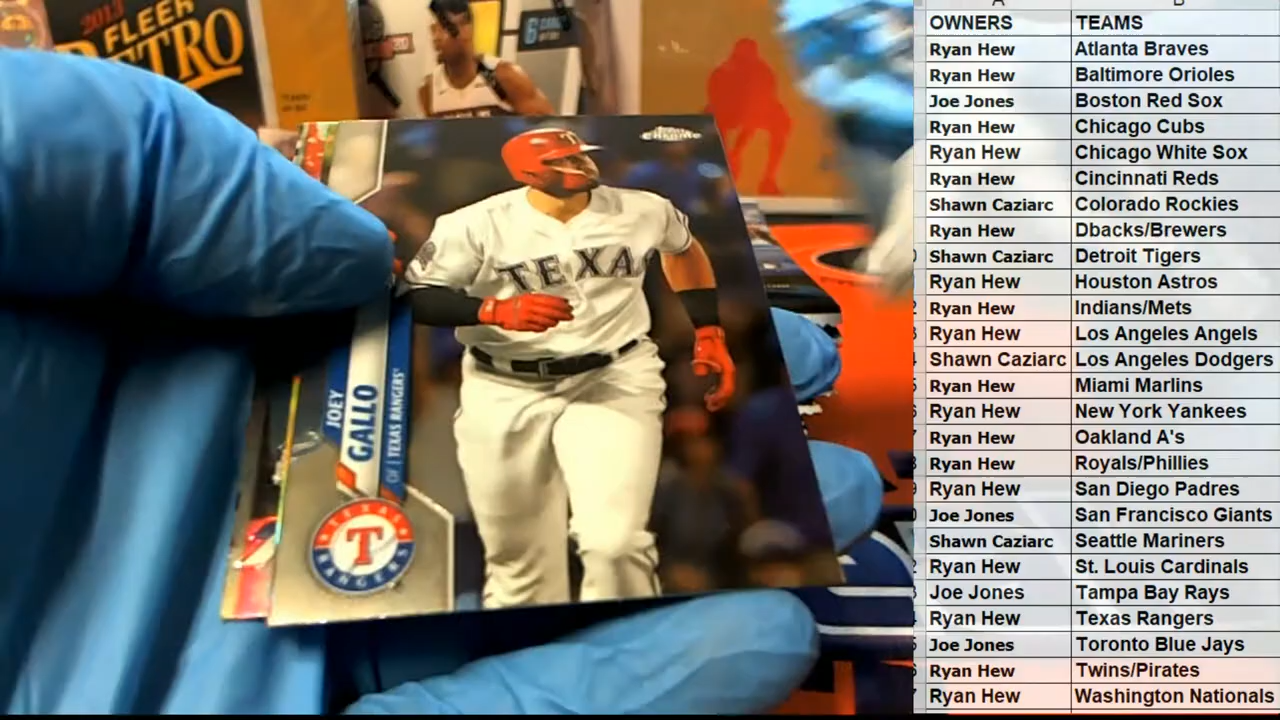 2013
FLEER
RETRO
6 CARDS
CHROME
TEXAS
JOEY
GALLO
OF | TEXAS RANGERS
TEXAS
T
RANGERS
A B
OWNERS TEAMS
Ryan Hew Atlanta Braves
Ryan Hew Baltimore Orioles
Joe Jones Boston Red Sox
Ryan Hew Chicago Cubs
Ryan Hew Chicago White Sox
Ryan Hew Cincinnati Reds
Shawn Caziarc Colorado Rockies
Ryan Hew Dbacks/Brewers
Shawn Caziarc Detroit Tigers
Ryan Hew Houston Astros
Ryan Hew Indians/Mets
Ryan Hew Los Angeles Angels
Shawn Caziarc Los Angeles Dodgers
Ryan Hew Miami Marlins
Ryan Hew New York Yankees
Ryan Hew Oakland A's
Ryan Hew Royals/Phillies
Ryan Hew San Diego Padres
Joe Jones San Francisco Giants
Shawn Caziarc Seattle Mariners
Ryan Hew St. Louis Cardinals
Joe Jones Tampa Bay Rays
Ryan Hew Texas Rangers
Joe Jones Toronto Blue Jays
Ryan Hew Twins/Pirates
Ryan Hew Washington Nationals